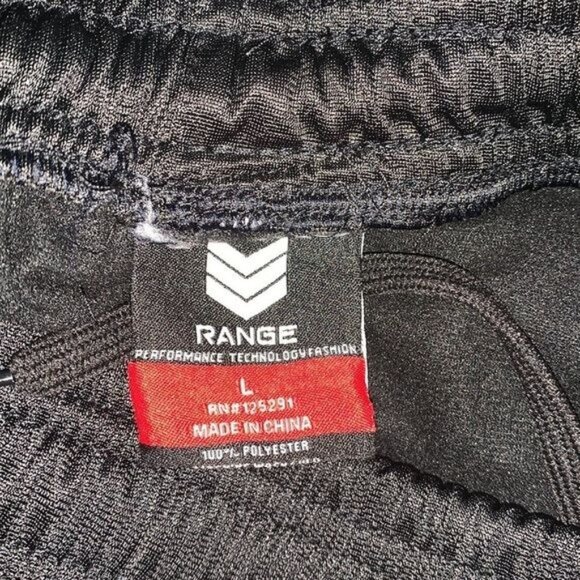 RANGE
PERFORMANCE TECHNOLOGY FASHION
L
RN# 125291
MADE IN CHINA
100% POLYESTER